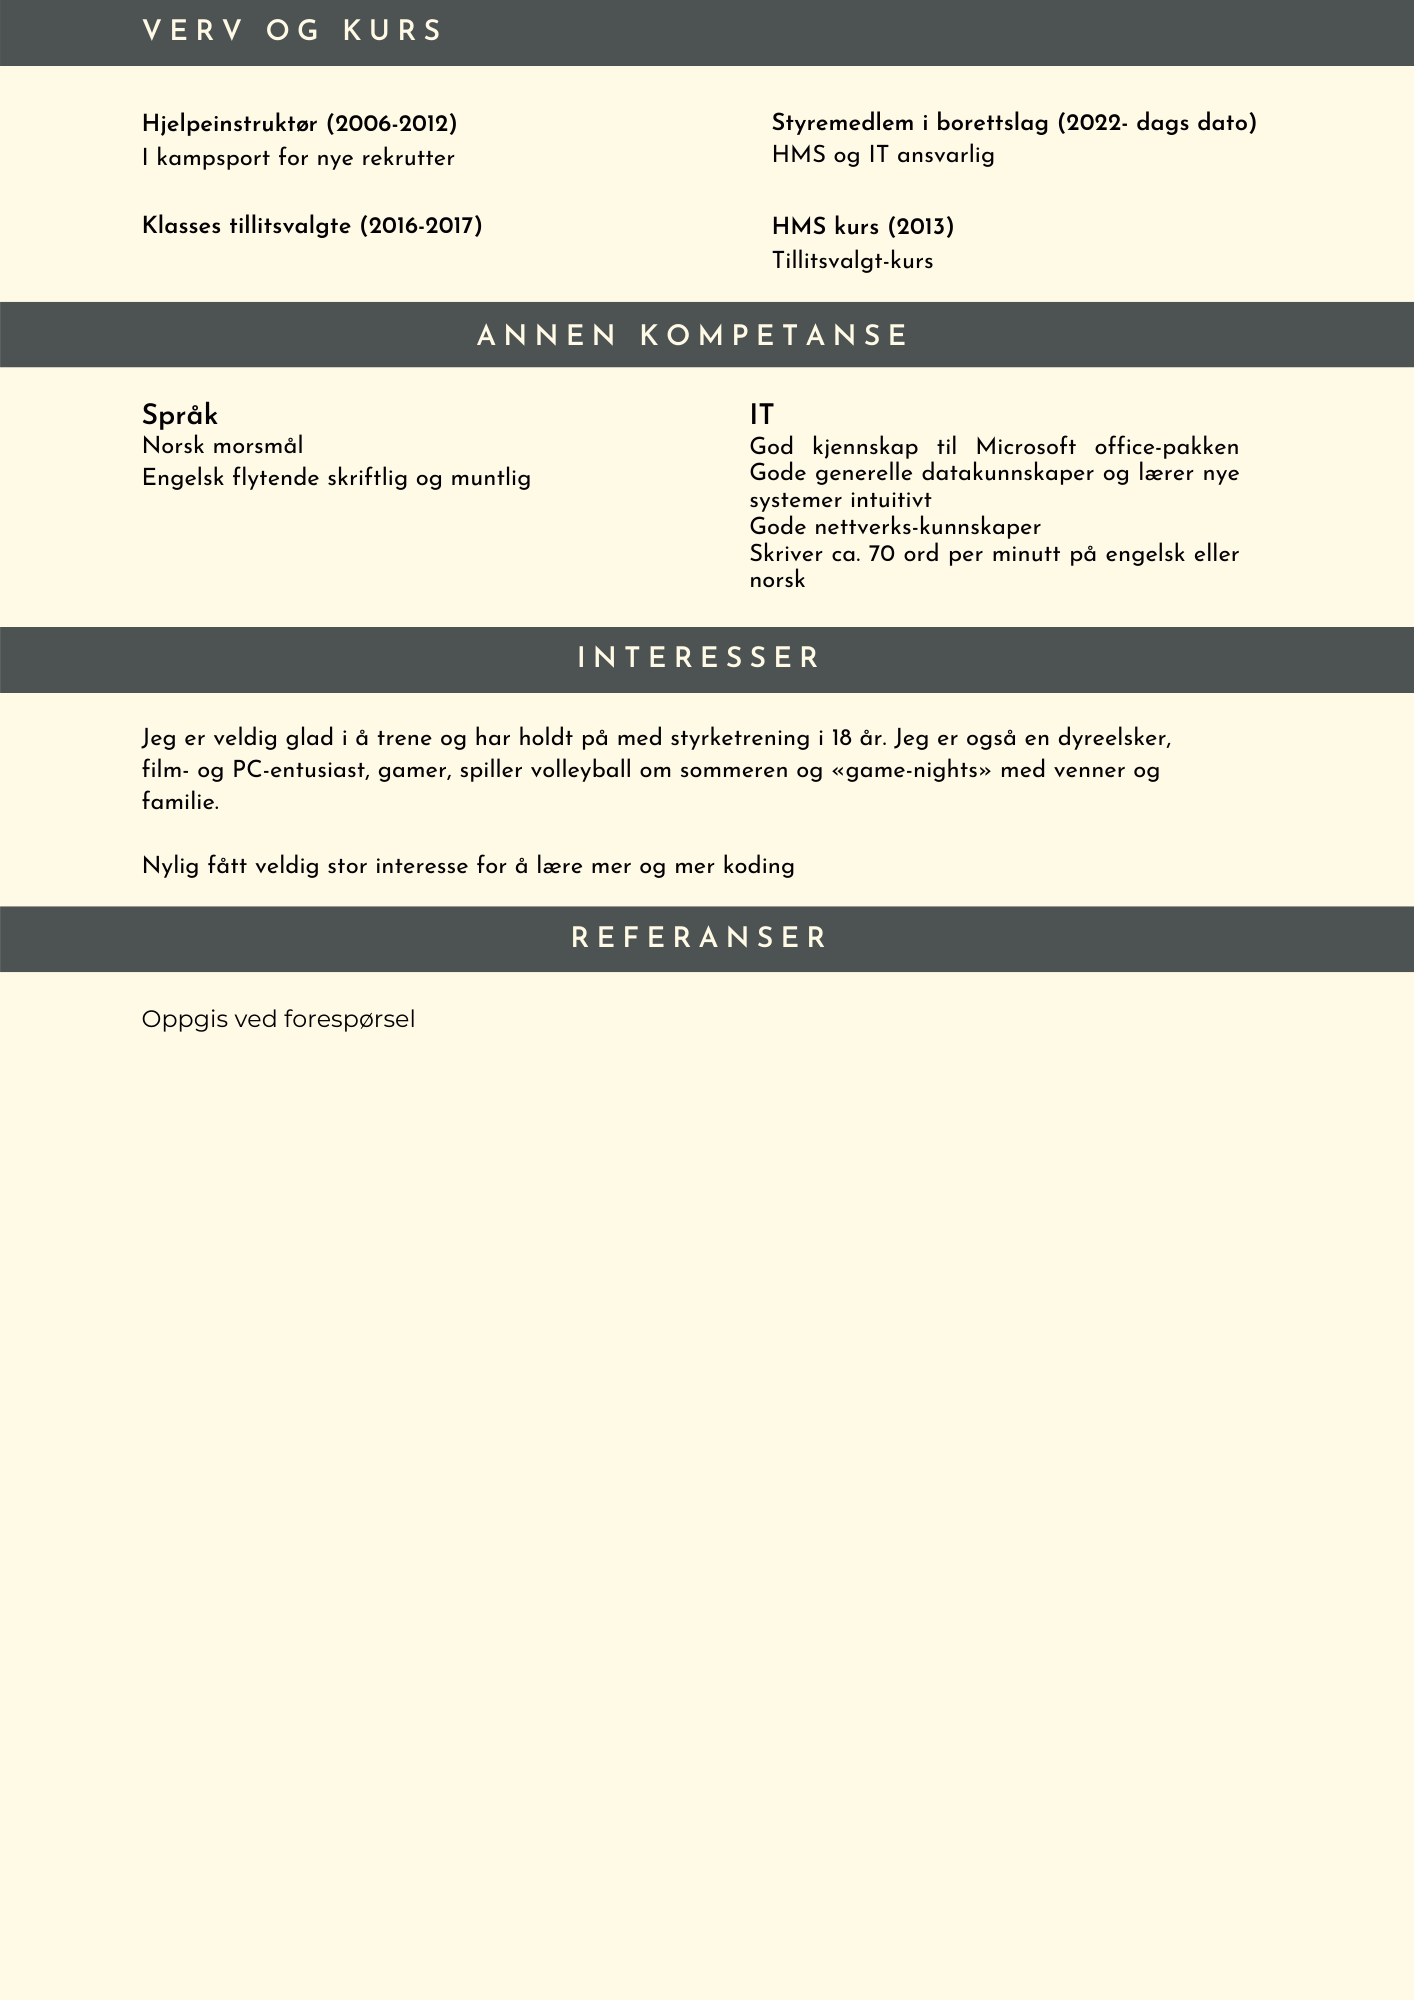 VERV OG KURS
Hjelpeinstruktør (2006-2012)
I kampsport for nye rekrutter
Klasses tillitsvalgte (2016-2017)
Styremedlem i borettslag (2022- dags dato)
HMS og IT ansvarlig
HMS kurs (2013)
Tillitsvalgt-kurs
ANNEN KOMPETANSE
Språk
Norsk morsmål
Engelsk flytende skriftlig og muntlig
IT
God kjennskap til Microsoft office-pakken
Gode generelle datakunnskaper og lærer nye
systemer intuitivt
Gode nettverks-kunnskaper
Skriver ca. 70 ord per minutt på engelsk eller
norsk
INTERESSER
Jeg er veldig glad i å trene og har holdt på med styrketrening i 18 år. Jeg er også en dyreelsker,
film- og PC-entusiast, gamer, spiller volleyball om sommeren og «game-nights» med venner og
familie.
Nylig fått veldig stor interesse for å lære mer og mer koding
REFERANSER
Oppgis ved forespørsel